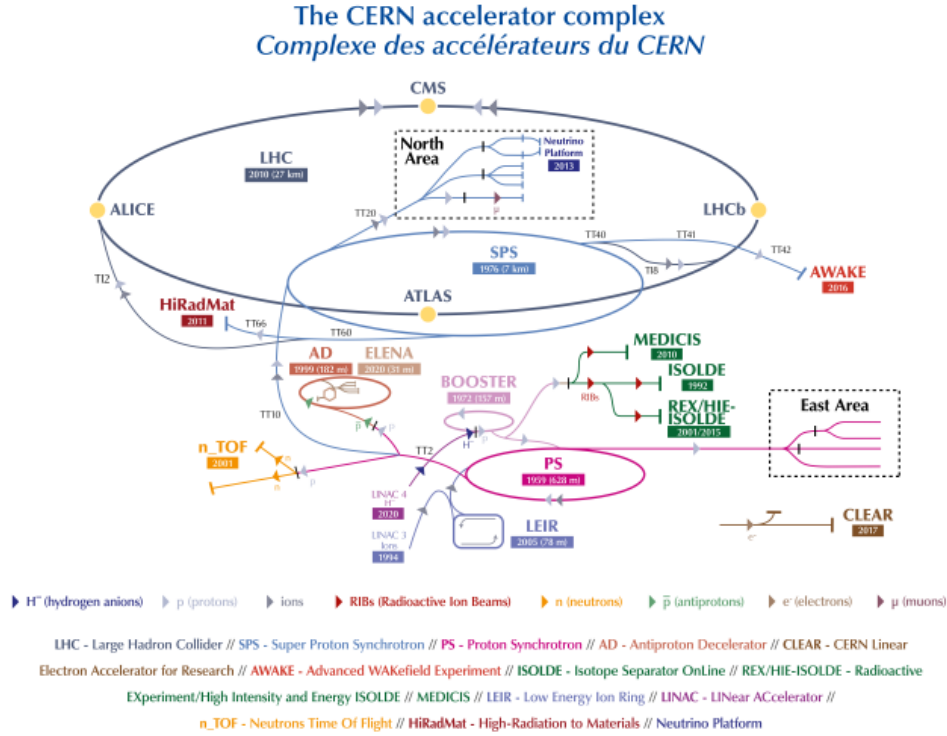 The CERN accelerator complex
Complexe des accélérateurs du CERN
CMS
North
Area
Neutrino
Platform
2013
LHC
2010 (27 km)
ALICE
LHCb
TT20
TT40
TT41
SPS
1976 (7 km)
TT42
TI8
AWAKE
2016
TI2
ATLAS
HiRadMat
2011
TT66
TT60
AD
1999 (182 m)
ELENA
2020 (31 m)
MEDICIS
2010
BOOSTER
1972 (157 m)
ISOLDE
1992
RIBs
REX/HIE-
ISOLDE
2001/2015
East Area
TT10
p̅
p
H⁻
p
n_TOF
2001
n
n
p
TT2
PS
1959 (628 m)
LINAC 4
H⁻
2020
LINAC 3
Ions
1994
LEIR
2005 (78 m)
CLEAR
2017
e⁻
H⁻ (hydrogen anions)
p (protons)
ions
RIBs (Radioactive Ion Beams)
n (neutrons)
p̅ (antiprotons)
e⁻(electrons)
μ (muons)
LHC - Large Hadron Collider // SPS - Super Proton Synchrotron // PS - Proton Synchrotron // AD - Antiproton Decelerator // CLEAR - CERN Linear
Electron Accelerator for Research // AWAKE - Advanced WAKefield Experiment // ISOLDE - Isotope Separator OnLine // REX/HIE-ISOLDE - Radioactive
EXperiment/High Intensity and Energy ISOLDE // MEDICIS // LEIR - Low Energy Ion Ring // LINAC - LINear ACcelerator //
n_TOF - Neutrons Time Of Flight // HiRadMat - High-Radiation to Materials // Neutrino Platform